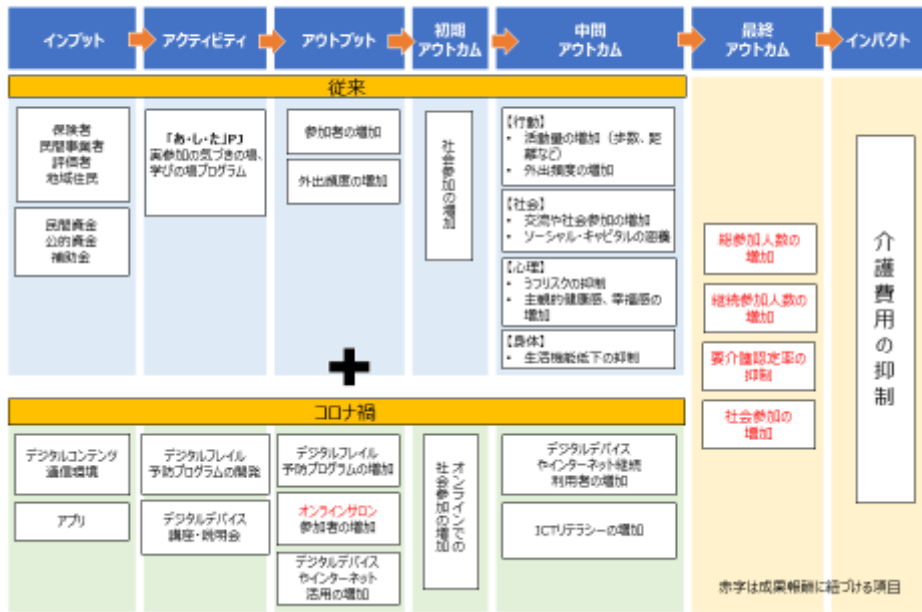 インプット
アクティビティ
アウトプット
初期
アウトカム
中間
アウトカム
最終
アウトカム
インパクト
従来
保険者
民間事業者
評価者
地域住民
民間資金
公的資金
補助金
「あ・し・た」PJ
実参加の気づきの場、
学びの場プログラム
参加者の増加
外出頻度の増加
社会参加の増加
【行動】
・ 活動量の増加（歩数、距
離など）
・ 外出頻度の増加
【社会】
・ 交流や社会参加の増加
・ ソーシャル・キャピタルの涵養
【心理】
・ うつリスクの抑制
・ 主観的健康感、幸福感の
増加
【身体】
・ 生活機能低下の抑制
総参加人数の
増加
継続参加人数の
増加
要介護認定率の
抑制
社会参加の
増加
介護費用の抑制
+
コロナ禍
デジタルコンテンツ
通信環境
アプリ
デジタルフレイル
予防プログラムの開発
デジタルデバイス
講座・説明会
デジタルフレイル
予防プログラムの増加
オンラインサロン
参加者の増加
デジタルデバイス
やインターネット
活用の増加
オンラインでの
社会参加の増加
デジタルデバイス
やインターネット継続
利用者の増加
ICTリテラシーの増加
赤字は成果報酬に紐づける項目